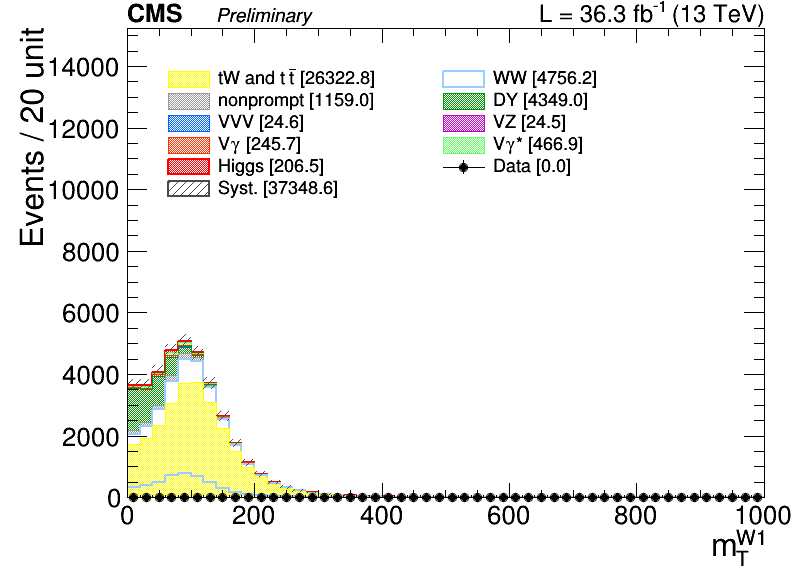 CMS Preliminary L = 36.3 fb⁻¹ (13 TeV)
Events / 20 unit
14000
12000
10000
8000
6000
4000
2000
0
tW and t t̅ [26322.8]
nonprompt [1159.0]
VVV [24.6]
Vγ [245.7]
Higgs [206.5]
Syst. [37348.6]
WW [4756.2]
DY [4349.0]
VZ [24.5]
Vγ* [466.9]
Data [0.0]
0 200 400 600 800 1000
m_T^W1